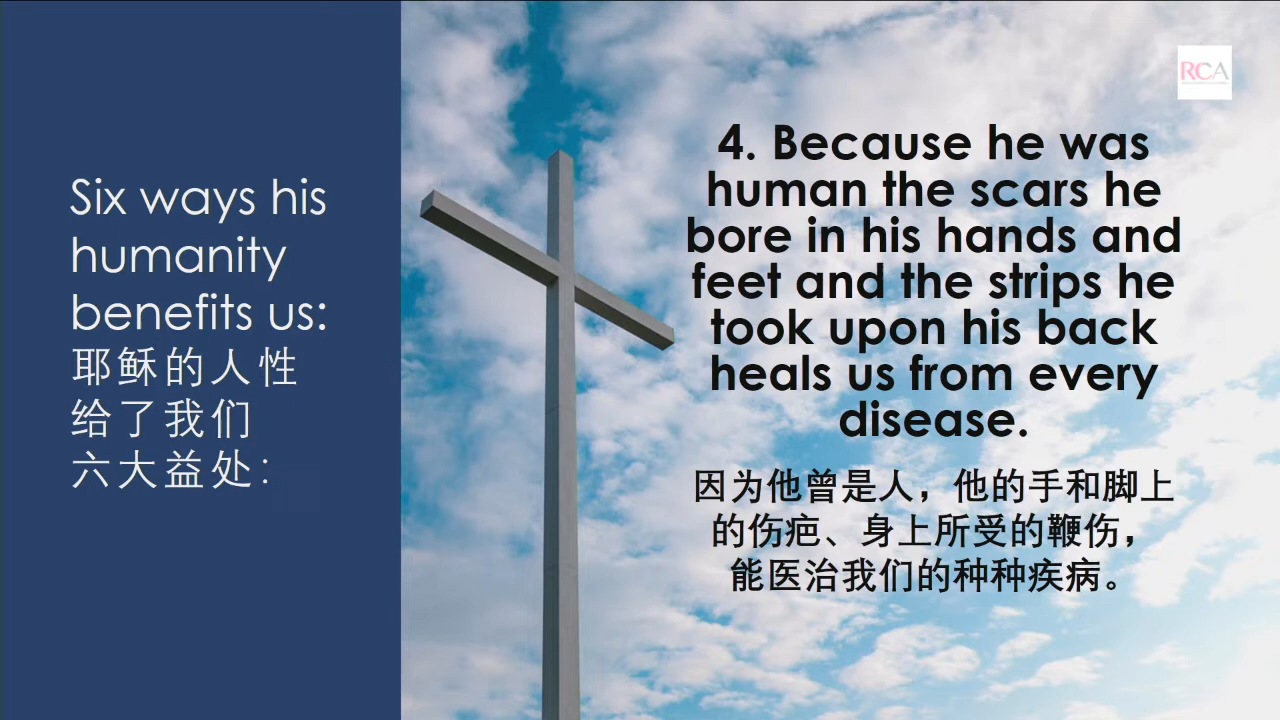 Six ways his
humanity
benefits us:
耶稣的人性
给了我们
六大益处：
RCA
4. Because he was
human the scars he
bore in his hands and
feet and the strips he
took upon his back
heals us from every
disease.
因为他曾是人，他的手和脚上
的伤疤、身上所受的鞭伤，
能医治我们的种种疾病。